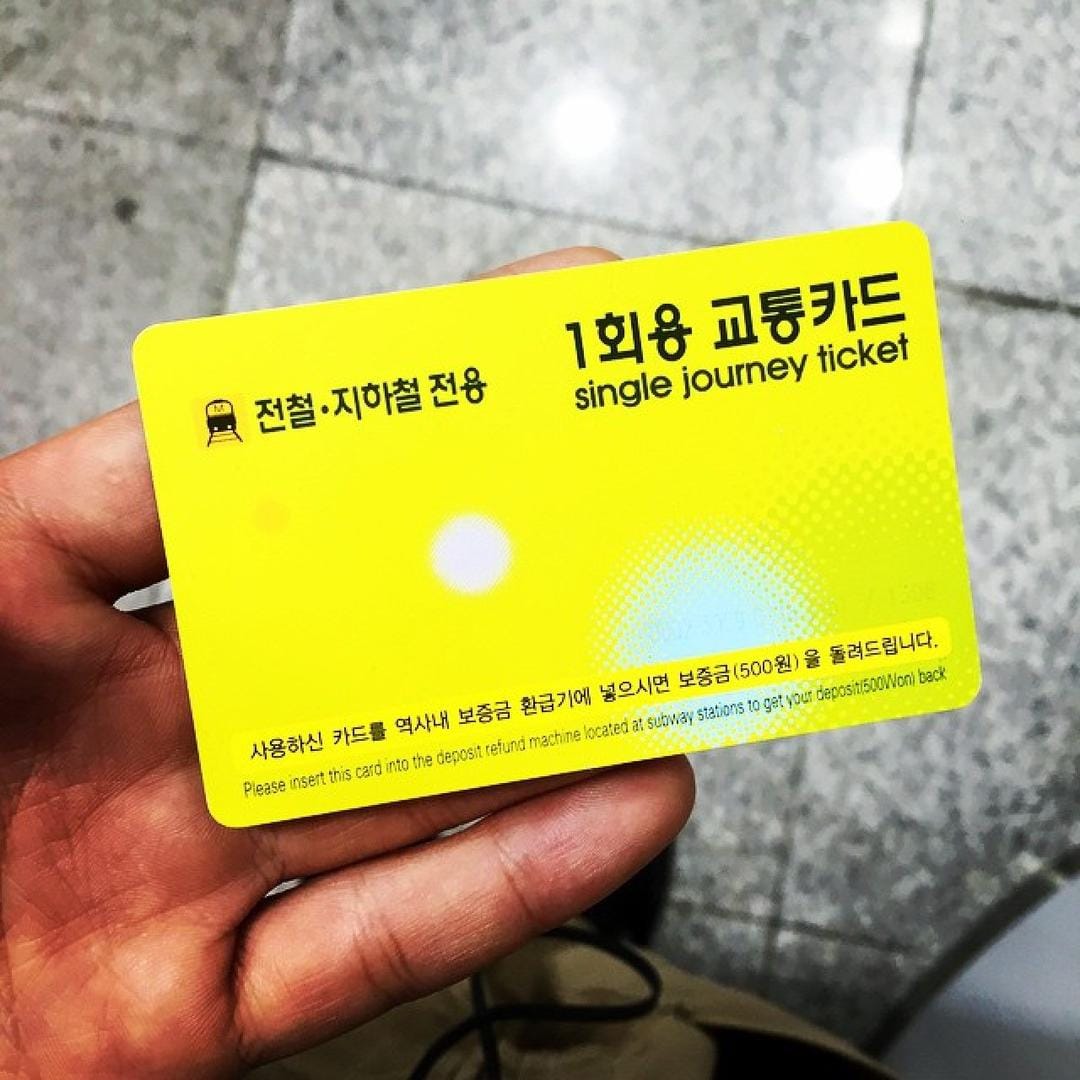 1회용 교통카드
single journey ticket
M
전철·지하철 전용
사용하신 카드를 역사내 보증금 환급기에 넣으시면 보증금(500원)을 돌려드립니다.
Please insert this card into the deposit refund machine located at subway stations to get your deposit(500Won) back